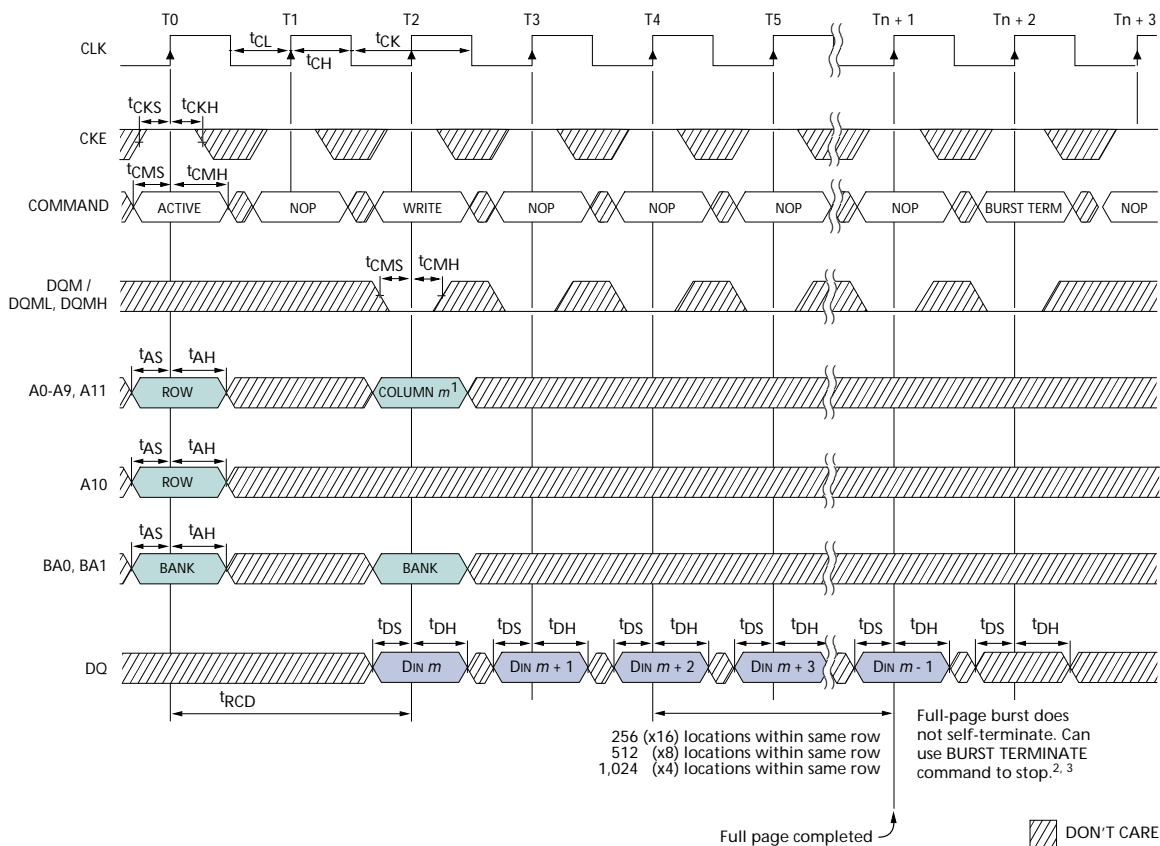 T0 T1 T2 T3 T4 T5 Tn + 1 Tn + 2 Tn + 3
CLK
tCL tCK
tCH
tCKS tCKH
CKE
tCMS tCMH
COMMAND ACTIVE NOP WRITE NOP NOP NOP NOP BURST TERM NOP
tCMS tCMH
DQM /
DQML, DQMH
tAS tAH
A0-A9, A11 ROW COLUMN m1
tAS tAH
A10 ROW
tAS tAH
BA0, BA1 BANK BANK
tDS tDH tDS tDH tDS tDH tDS tDH tDS tDH tDS tDH
DQ DIN m DIN m + 1 DIN m + 2 DIN m + 3 DIN m - 1
tRCD
256 (x16) locations within same row
512 (x8) locations within same row
1,024 (x4) locations within same row
Full-page burst does
not self-terminate. Can
use BURST TERMINATE
command to stop.2, 3
Full page completed
DON'T CARE